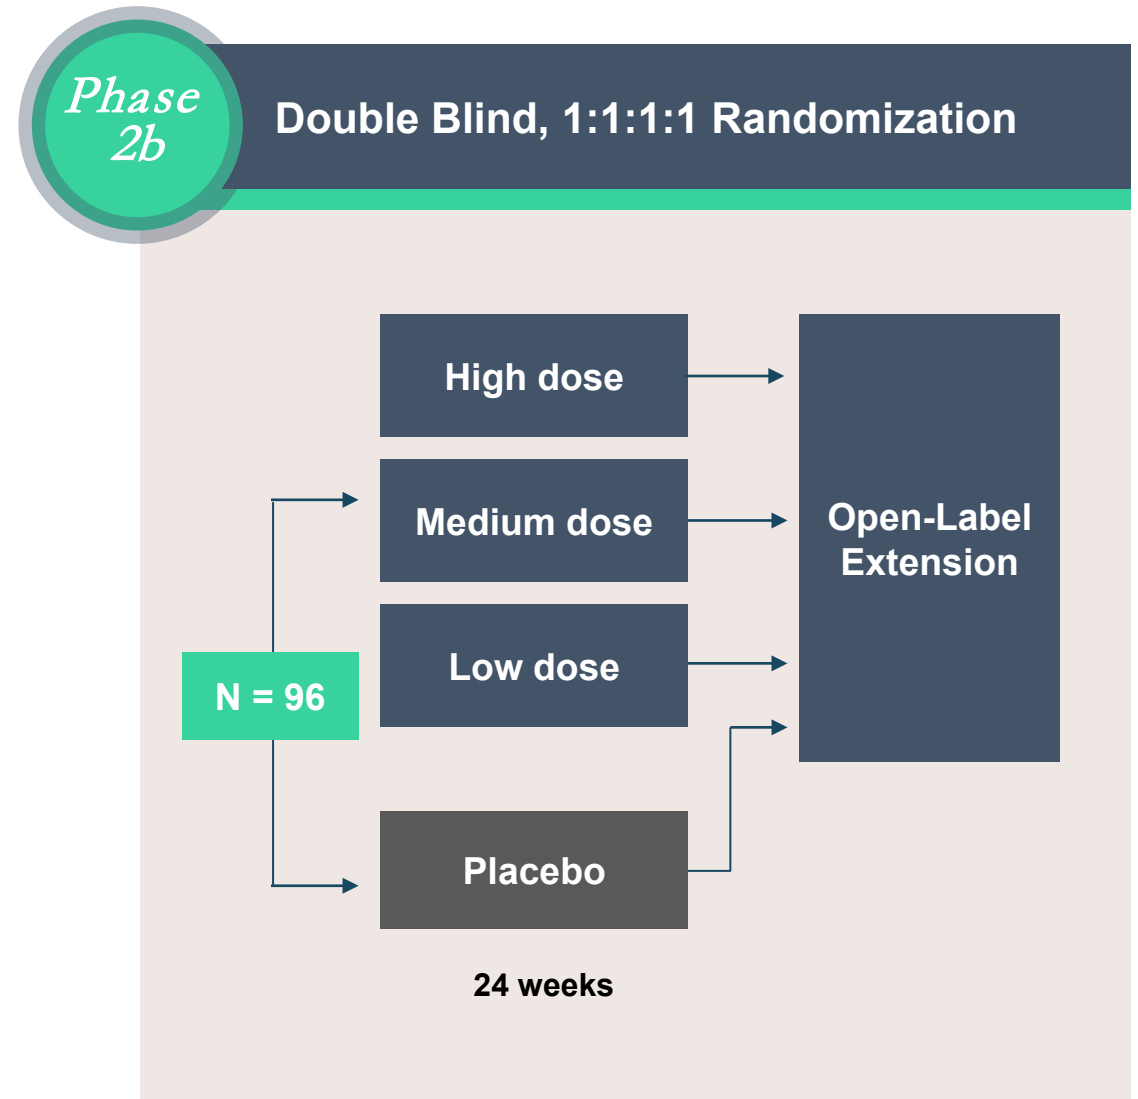 Phase
2b
Double Blind, 1:1:1:1 Randomization
High dose
Medium dose
Low dose
N = 96
Placebo
24 weeks
Open-Label
Extension